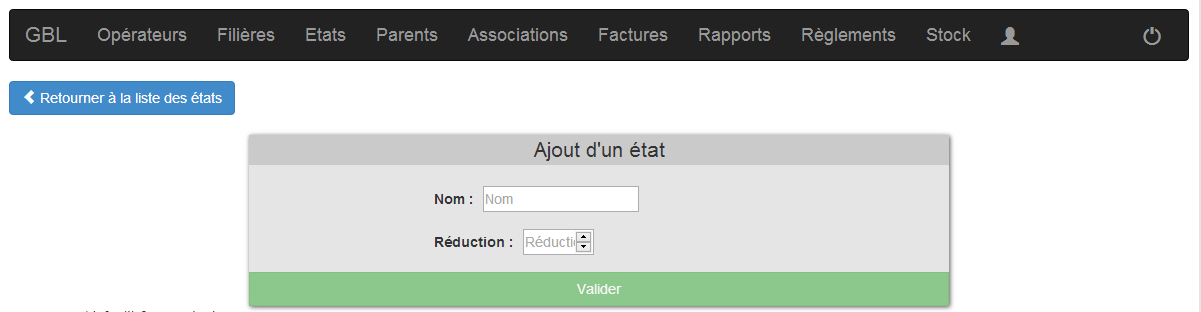 GBL Opérateurs Filières Etats Parents Associations Factures Rapports Règlements Stock
Retourner à la liste des états
Ajout d'un état
Nom : Nom
Réduction : Réducti
Valider